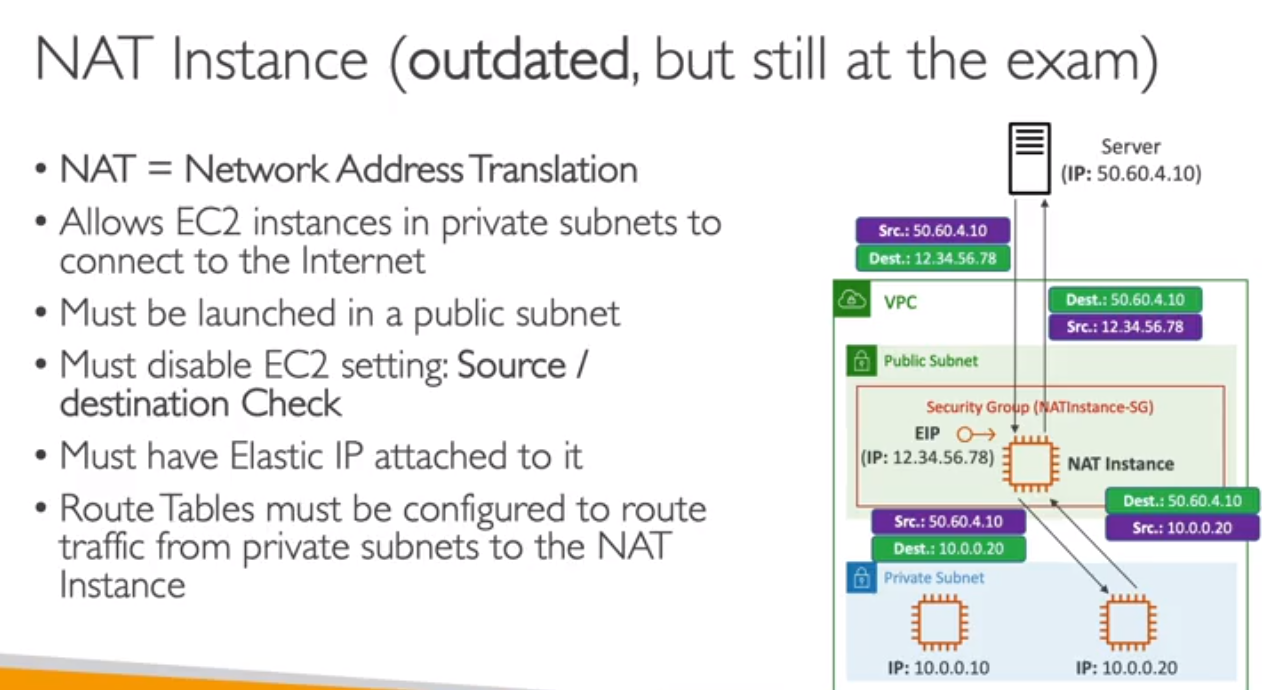 NAT Instance (outdated, but still at the exam)
• NAT = Network Address Translation
• Allows EC2 instances in private subnets to
connect to the Internet
• Must be launched in a public subnet
• Must disable EC2 setting: Source /
destination Check
• Must have Elastic IP attached to it
• Route Tables must be configured to route
traffic from private subnets to the NAT
Instance
Server
(IP: 50.60.4.10)
Src.: 50.60.4.10
Dest.: 12.34.56.78
Dest.: 50.60.4.10
Src.: 12.34.56.78
VPC
Public Subnet
Security Group (NATInstance-SG)
EIP
(IP: 12.34.56.78)
NAT Instance
Dest.: 50.60.4.10
Src.: 10.0.0.20
Src.: 50.60.4.10
Dest.: 10.0.0.20
Private Subnet
IP: 10.0.0.10
IP: 10.0.0.20